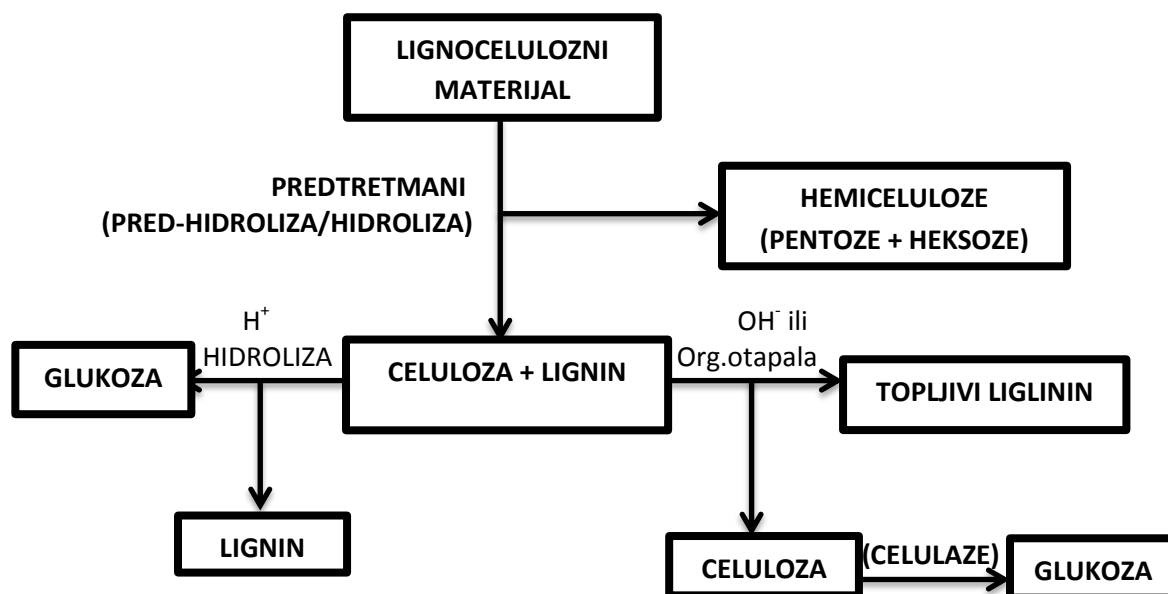 LIGNOCELULOZNI
MATERIJAL
PREDTRETMANI
(PRED-HIDROLIZA/HIDROLIZA)
HEMICELULOZE
(PENTOZE + HEKSOZE)
H⁺
HIDROLIZA
OH⁻ ili
Org.otapala
GLUKOZA
CELULOZA + LIGNIN
TOPLJIVI LIGLININ
LIGNIN
CELULOZA
(CELULAZE)
GLUKOZA